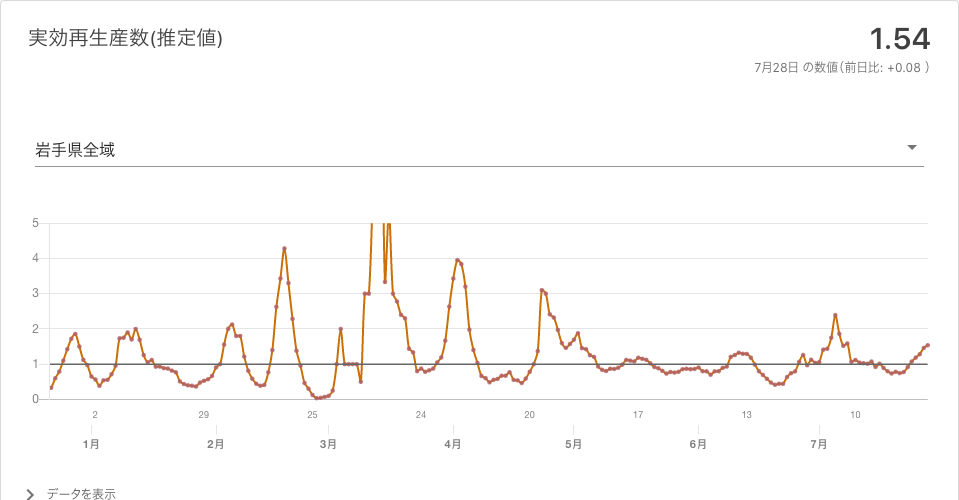 実効再生産数(推定値)
1.54
7月28日 の数値（前日比: +0.08 ）
岩手県全域
5
4
3
2
1
0
2 29 25 24 20 17 13 10
1月 2月 3月 4月 5月 6月 7月
データを表示